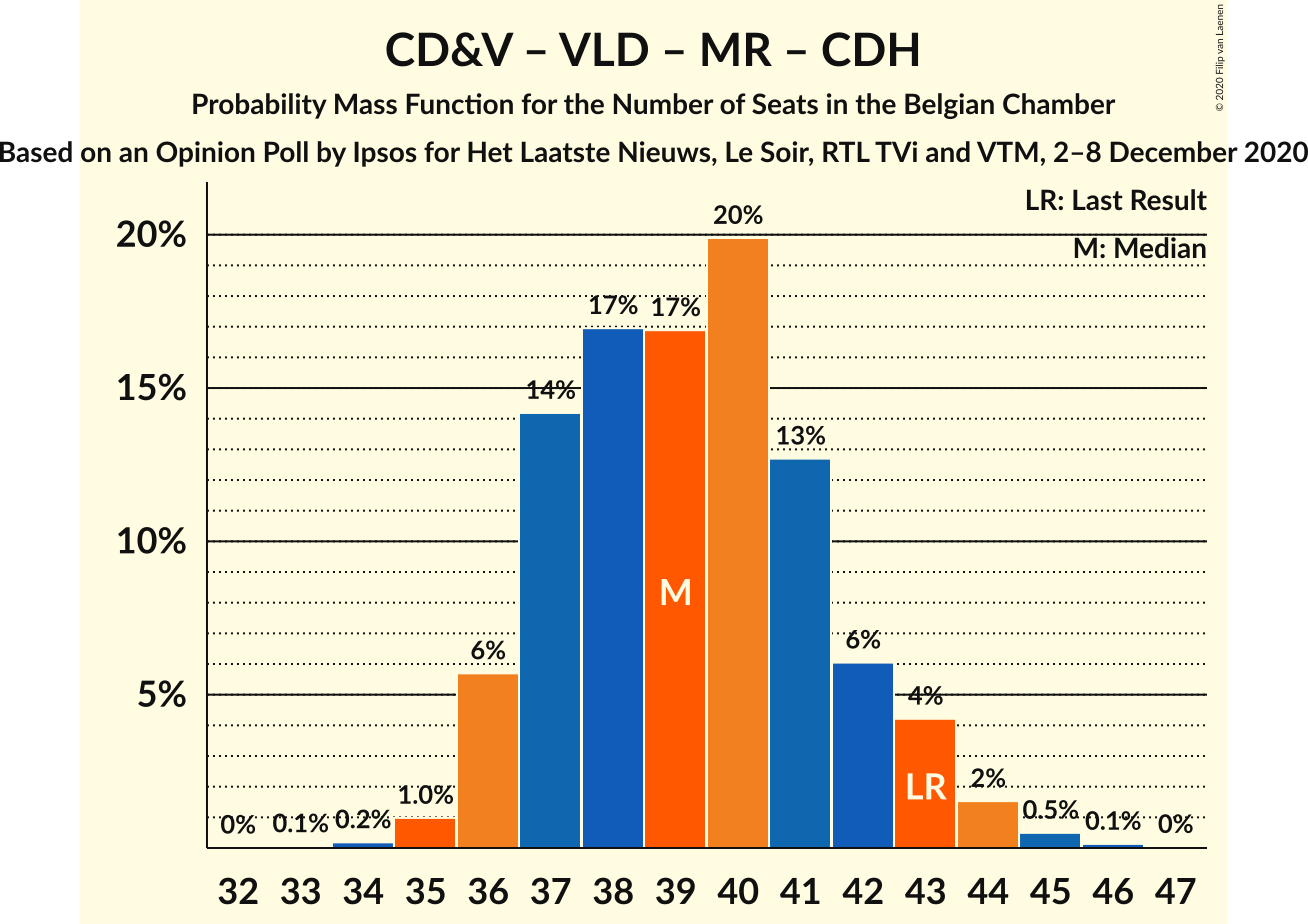 CD&V – VLD – MR – CDH
© 2020 Filip van Laenen
Probability Mass Function for the Number of Seats in the Belgian Chamber
Based on an Opinion Poll by Ipsos for Het Laatste Nieuws, Le Soir, RTL TVi and VTM, 2–8 December 2020
LR: Last Result
M: Median
20%
15%
10%
5%
0% 0.1% 0.2% 1.0% 6% 14% 17% 17% 20% 13% 6% 4% 2% 0.5% 0.1% 0%
M
LR
32 33 34 35 36 37 38 39 40 41 42 43 44 45 46 47